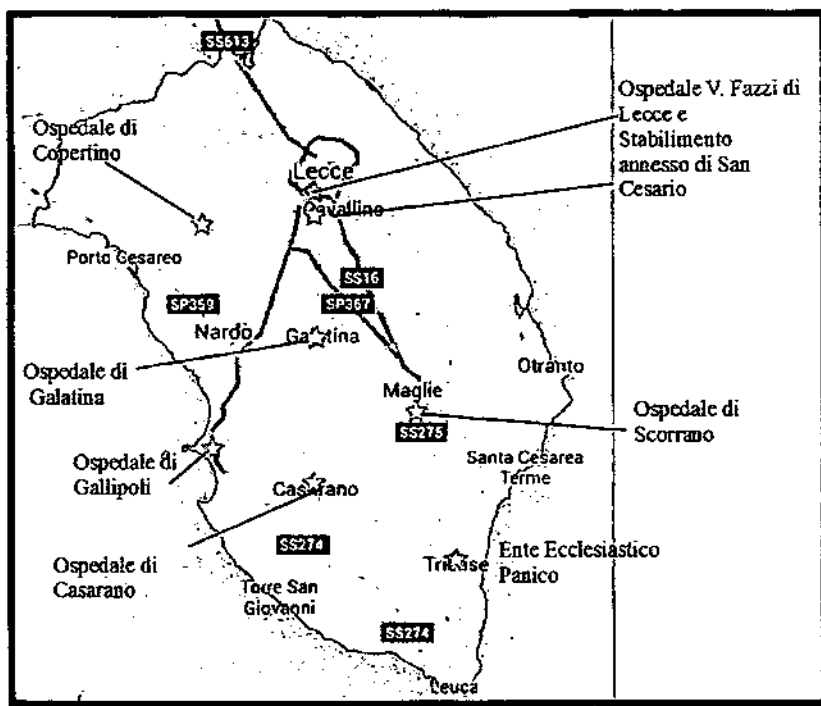 SS613
Ospedale V. Fazzi di
Lecce e
Stabilimento
annesso di San
Cesario
Ospedale di
Copertino
Lecce
Cavallino
Porto Cesareo
SS16
SP359
SP367
Nardò
Galatina
Otranto
Ospedale di
Galatina
Maglie
Ospedale di
Scorrano
SS275
Ospedale di
Gallipoli
Santa Cesarea
Terme
Casarano
SS274
Ospedale di
Casarano
Tricase
Ente Ecclesiastico
Panico
Torre San
Giovanni
SS274
Leuca